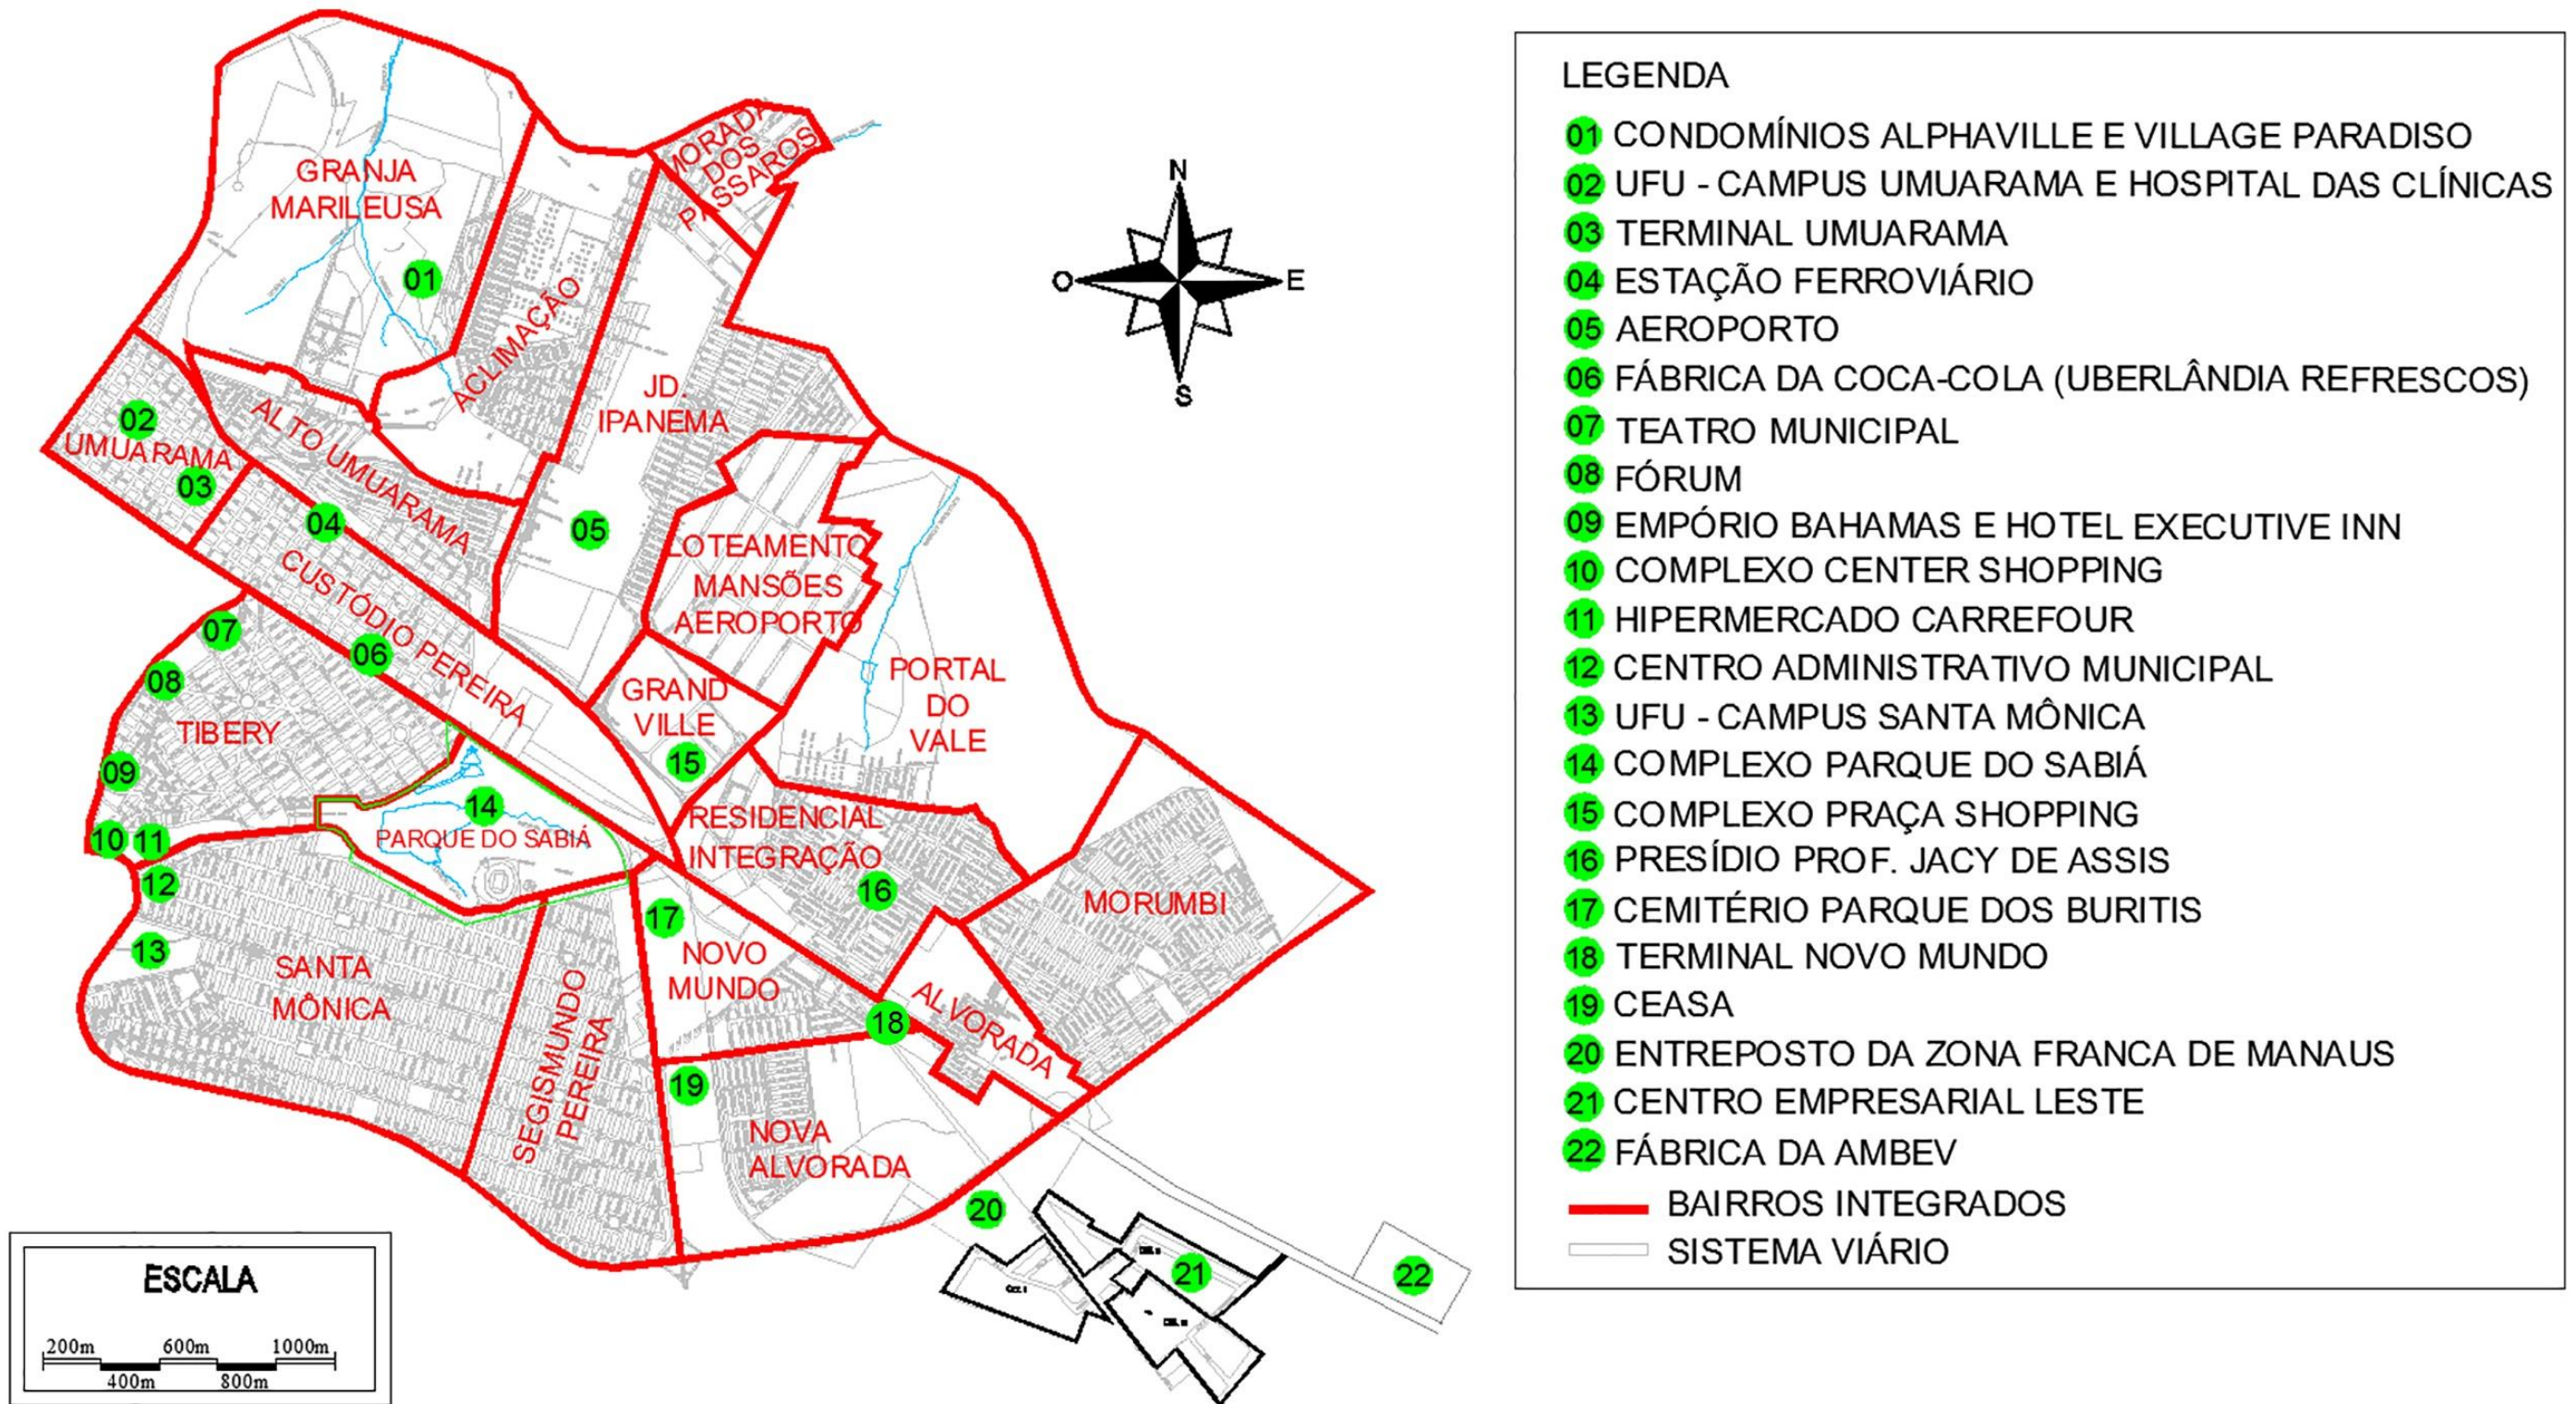 GRANJA
MARILEUSA
01
ACLIMAÇÃO
MORADA
DOS
PÁSSAROS
N
O
E
S
JD.
IPANEMA
02
UMUARAMA
03
ALTO UMUARAMA
04
05
CUSTÓDIO PEREIRA
LOTEAMENTO
MANSÕES
AEROPORTO
PORTAL
DO
VALE
GRAND
VILLE
15
06
07
08
TIBERY
09
10
11
12
13
14
PARQUE DO SABIÁ
RESIDENCIAL
INTEGRAÇÃO
16
MORUMBI
SANTA
MÔNICA
SEGISMUNDO
PEREIRA
17
NOVO
MUNDO
18
ALVORADA
19
NOVA
ALVORADA
20
21
22
ESCALA
200m 600m 1000m
400m 800m
LEGENDA
01 CONDOMÍNIOS ALPHAVILLE E VILLAGE PARADISO
02 UFU - CAMPUS UMUARAMA E HOSPITAL DAS CLÍNICAS
03 TERMINAL UMUARAMA
04 ESTAÇÃO FERROVIÁRIO
05 AEROPORTO
06 FÁBRICA DA COCA-COLA (UBERLÂNDIA REFRESCOS)
07 TEATRO MUNICIPAL
08 FÓRUM
09 EMPÓRIO BAHAMAS E HOTEL EXECUTIVE INN
10 COMPLEXO CENTER SHOPPING
11 HIPERMERCADO CARREFOUR
12 CENTRO ADMINISTRATIVO MUNICIPAL
13 UFU - CAMPUS SANTA MÔNICA
14 COMPLEXO PARQUE DO SABIÁ
15 COMPLEXO PRAÇA SHOPPING
16 PRESÍDIO PROF. JACY DE ASSIS
17 CEMITÉRIO PARQUE DOS BURITIS
18 TERMINAL NOVO MUNDO
19 CEASA
20 ENTREPOSTO DA ZONA FRANCA DE MANAUS
21 CENTRO EMPRESARIAL LESTE
22 FÁBRICA DA AMBEV
BAIRROS INTEGRADOS
SISTEMA VIÁRIO